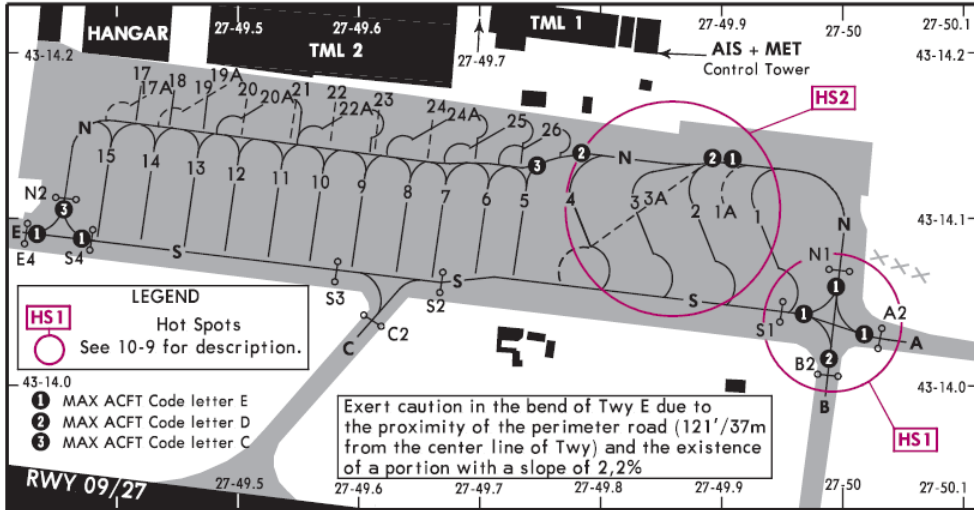 HANGAR
27-49.5
27-49.6
TML 2
27-49.7
TML 1
27-49.9
27-50
27-50.1
43-14.2
AIS + MET
Control Tower
43-14.2
HS2
17
17A
18
19
19A
20
20A
21
22
22A
23
24
24A
25
26
N
15
14
13
12
11
10
9
8
7
6
5
3
2
N
2
1
4
3
3A
2
1A
1
N
43-14.1
N2
3
E
1
1
E4
S4
S
S
S
S3
S2
S1
N1
1
1
1
A2
A
B2
2
B
C2
C
LEGEND
HS1
Hot Spots
See 10-9 for description.
43-14.0
43-14.0
HS1
1 MAX ACFT Code letter E
2 MAX ACFT Code letter D
3 MAX ACFT Code letter C
Exert caution in the bend of Twy E due to
the proximity of the perimeter road (121'/37m
from the center line of Twy) and the existence
of a portion with a slope of 2,2%
RWY 09/27
27-49.5
27-49.6
27-49.7
27-49.8
27-49.9
27-50
27-50.1